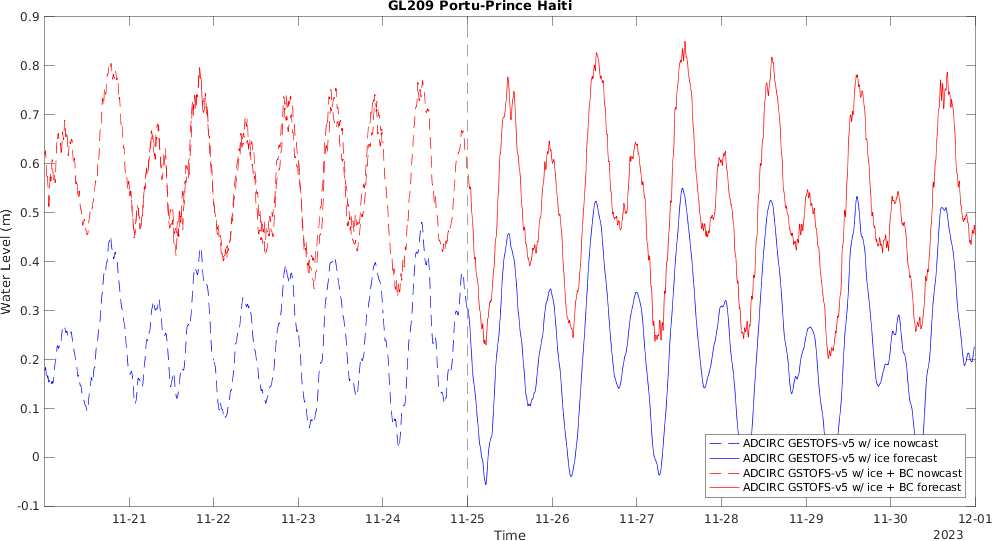 GL209 Portu-Prince Haiti
0.9
0.8
0.7
0.6
0.5
0.4
0.3
0.2
0.1
0
-0.1
Water Level (m)
ADCIRC GESTOFS-v5 w/ ice nowcast
ADCIRC GESTOFS-v5 w/ ice forecast
ADCIRC GSTOFS-v5 w/ ice + BC nowcast
ADCIRC GSTOFS-v5 w/ ice + BC forecast
11-21 11-22 11-23 11-24 11-25 11-26 11-27 11-28 11-29 11-30 12-01
Time
2023